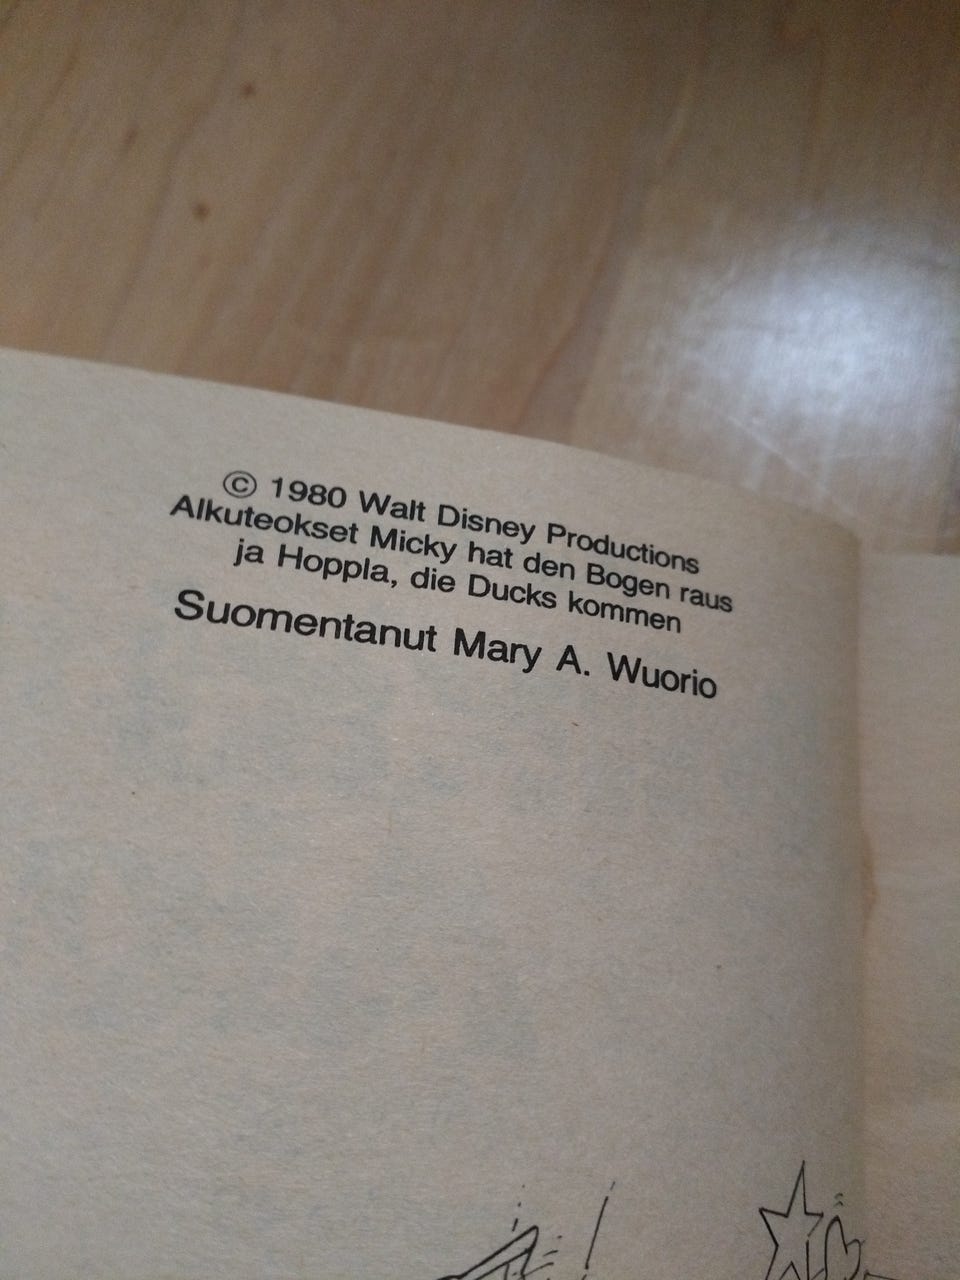 © 1980 Walt Disney Productions
Alkuteokset Micky hat den Bogen raus
ja Hoppla, die Ducks kommen
Suomentanut Mary A. Wuorio